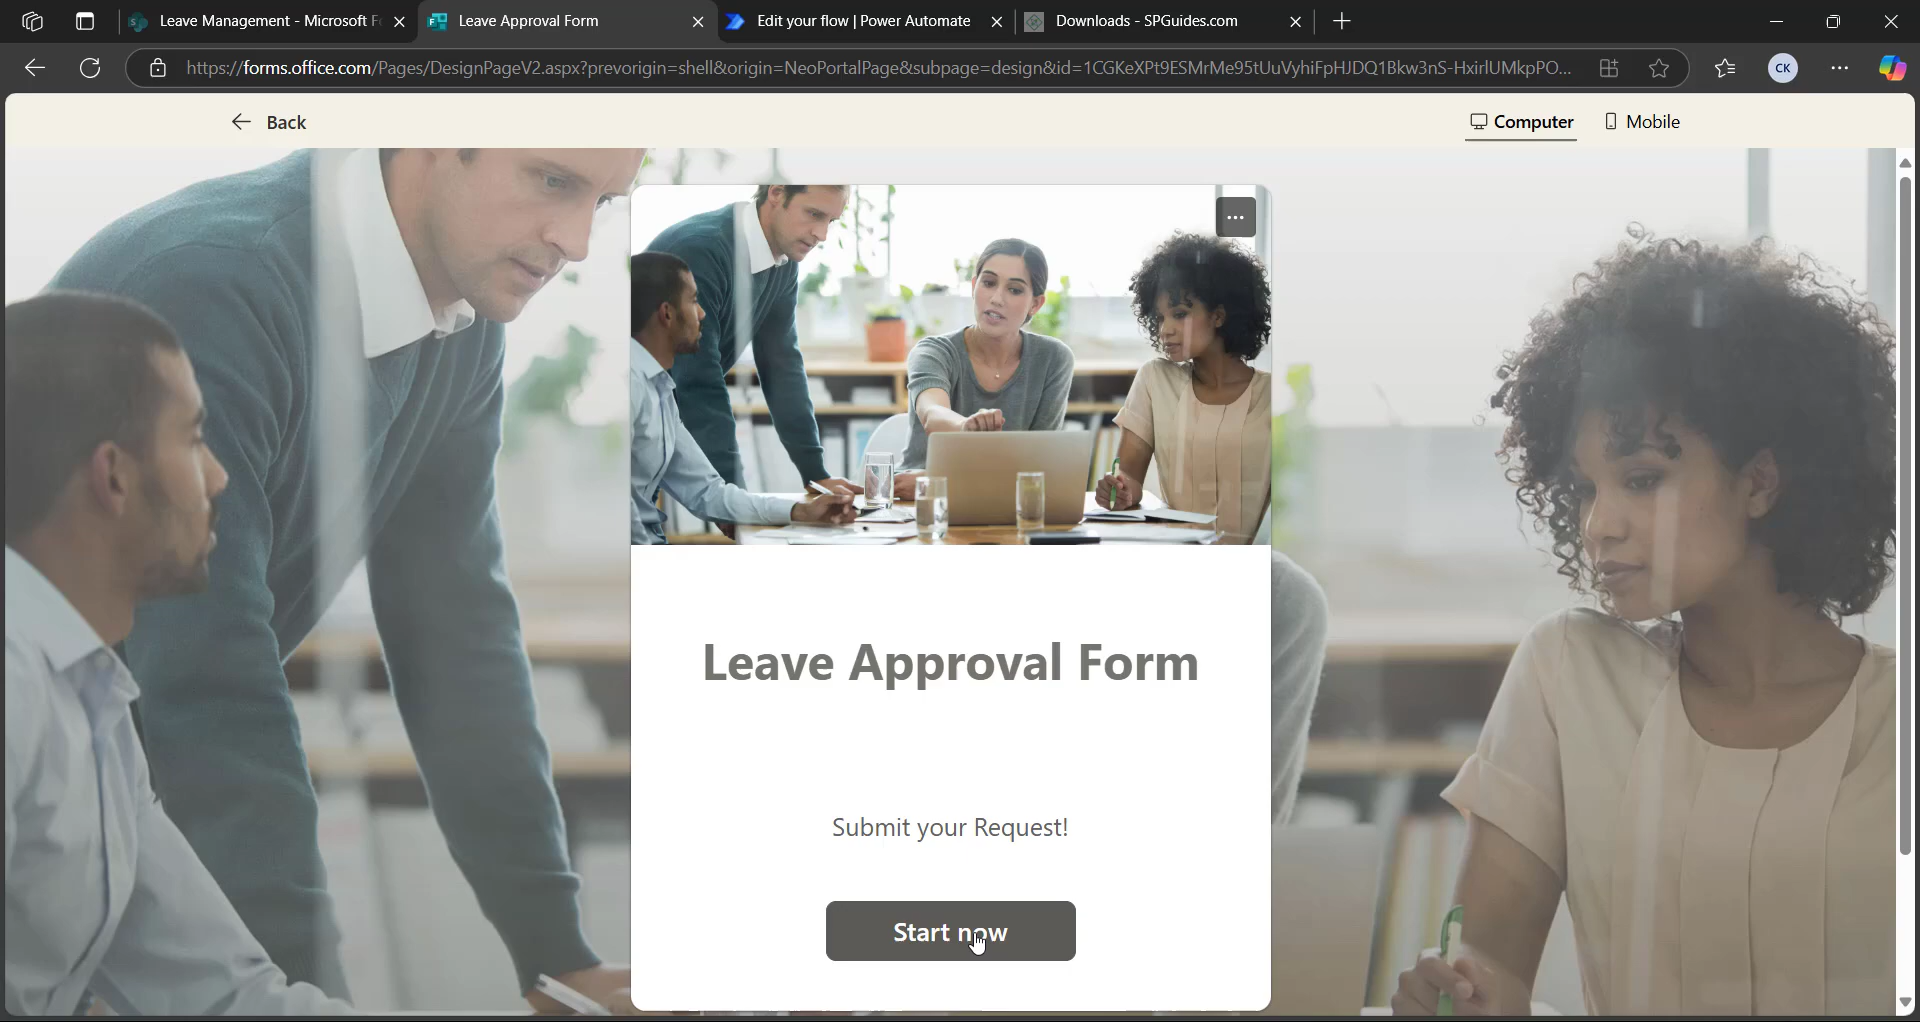 Leave Management - Microsoft F
Leave Approval Form
Edit your flow | Power Automate
Downloads - SPGuides.com
https://forms.office.com/Pages/DesignPageV2.aspx?prevorigin=shell&origin=NeoPortalPage&subpage=design&id=1CGKeXPt9ESMrMe95tUuVyhiFpHJDQ1Bkw3nS-HxirlUMkpPO...
CK
Back
Computer
Mobile
Leave Approval Form
Submit your Request!
Start now